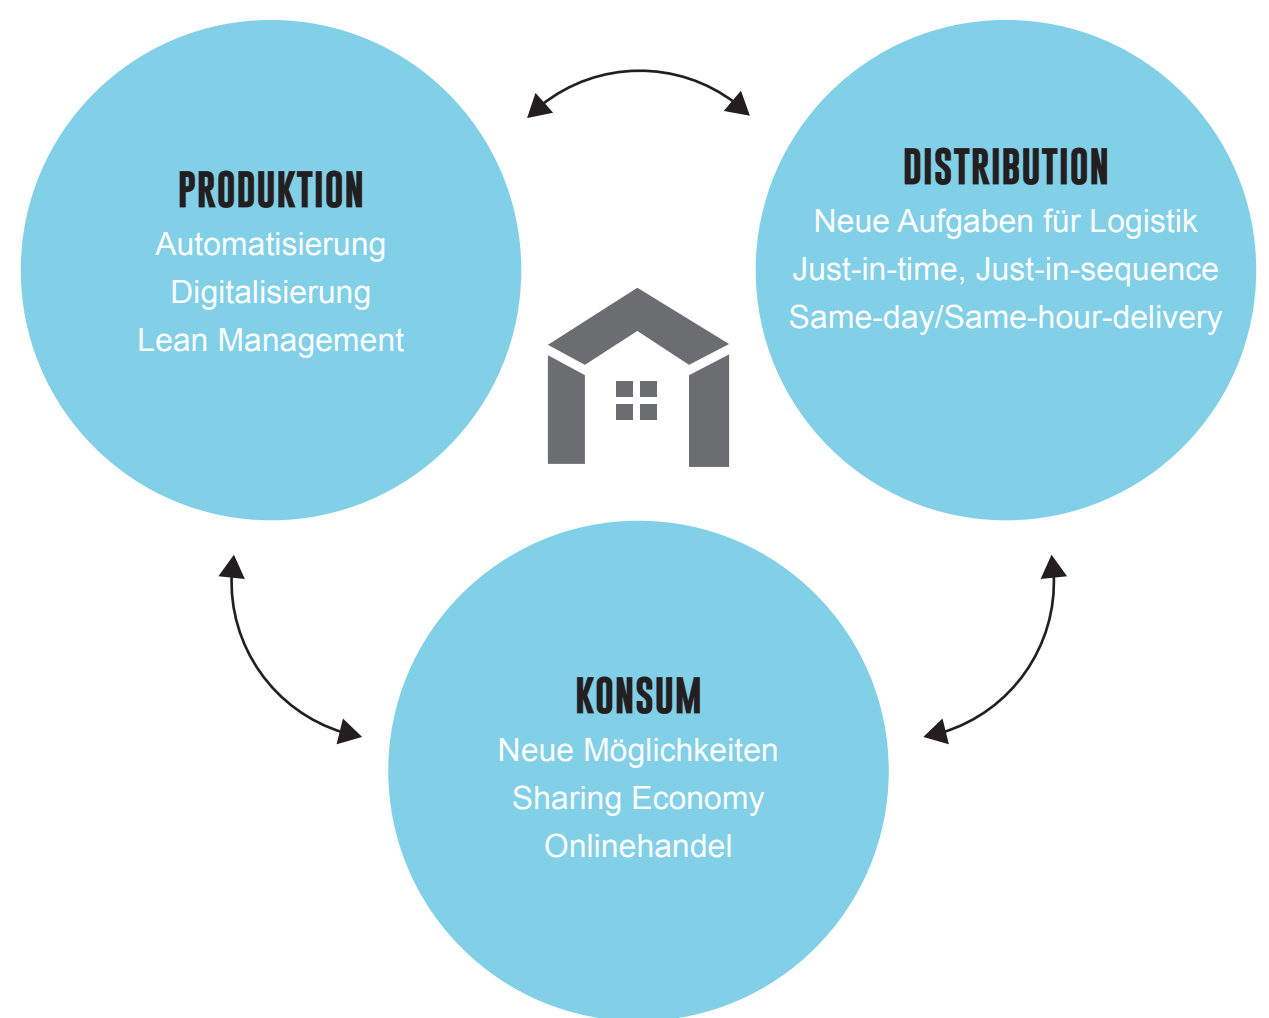 PRODUKTION
Automatisierung
Digitalisierung
Lean Management
DISTRIBUTION
Neue Aufgaben für Logistik
Just-in-time, Just-in-sequence
Same-day/Same-hour-delivery
KONSUM
Neue Möglichkeiten
Sharing Economy
Onlinehandel